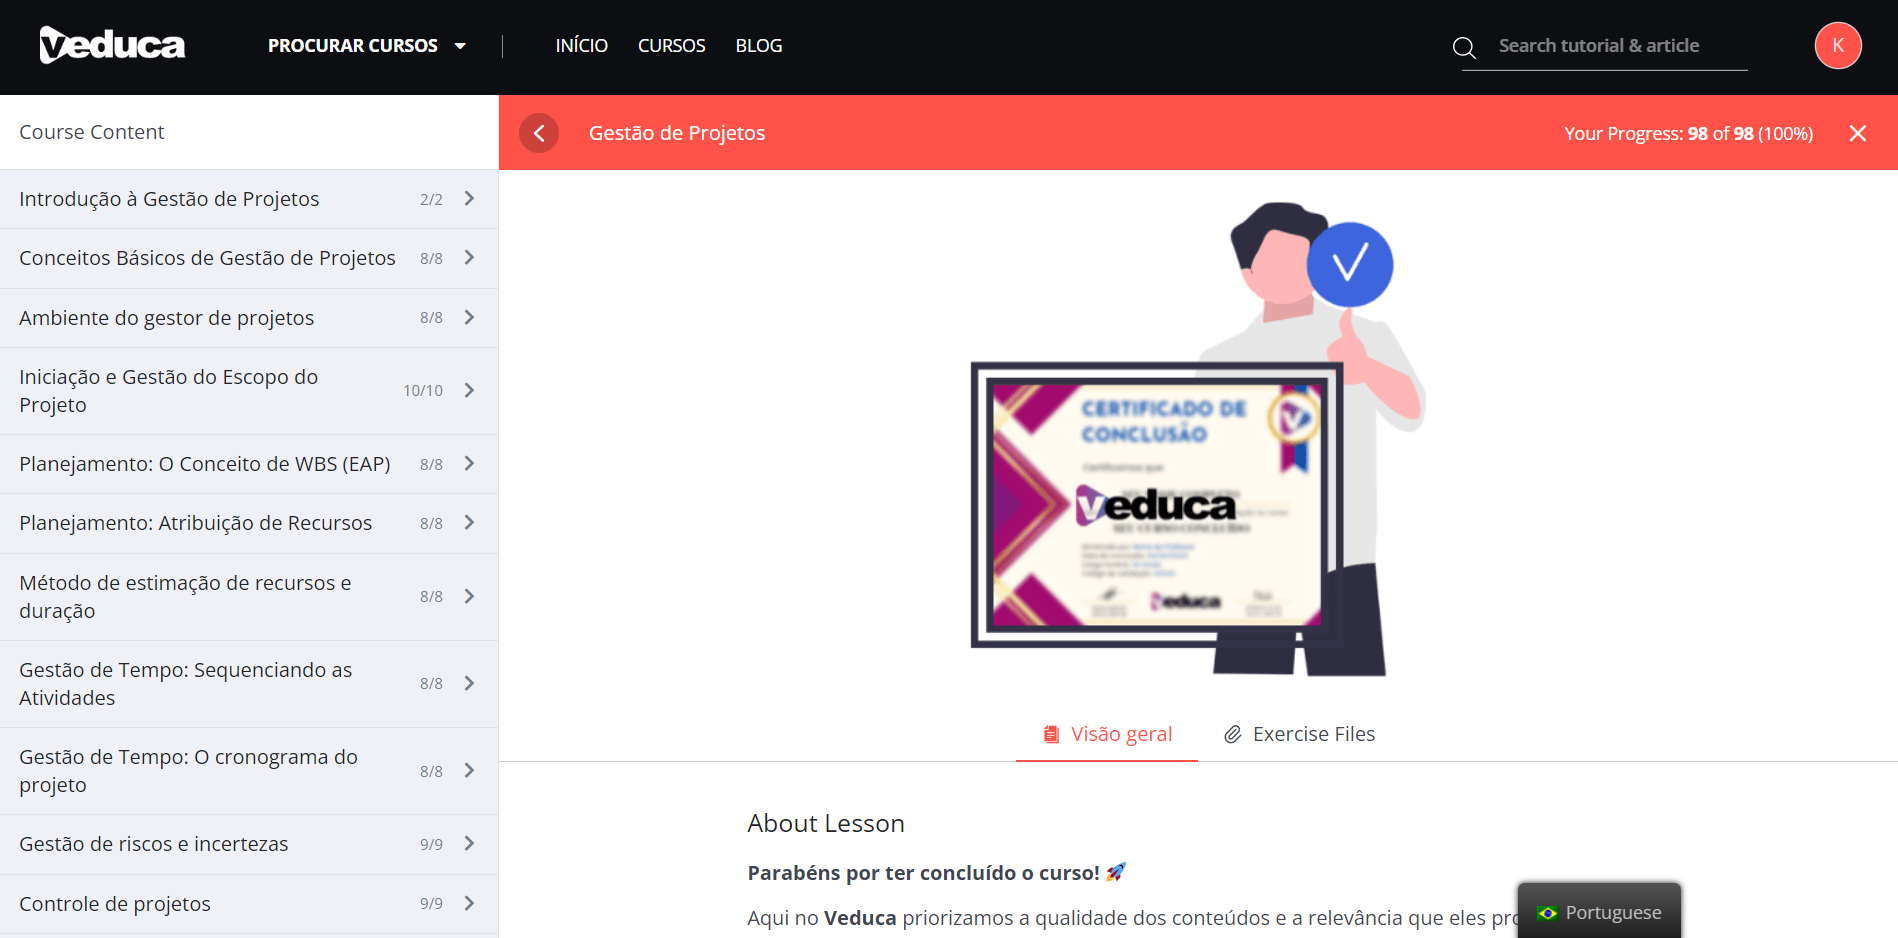 Veduca
PROCURAR CURSOS
INÍCIO
CURSOS
BLOG
Search tutorial & article
K
Course Content
Introdução à Gestão de Projetos 2/2
Conceitos Básicos de Gestão de Projetos 8/8
Ambiente do gestor de projetos 8/8
Iniciação e Gestão do Escopo do
Projeto 10/10
Planejamento: O Conceito de WBS (EAP) 8/8
Planejamento: Atribuição de Recursos 8/8
Método de estimação de recursos e
duração 8/8
Gestão de Tempo: Sequenciando as
Atividades 8/8
Gestão de Tempo: O cronograma do
projeto 8/8
Gestão de riscos e incertezas 9/9
Controle de projetos 9/9
Gestão de Projetos
Your Progress: 98 of 98 (100%)
CERTIFICADO DE
CONCLUSÃO
Certificamos que
veduca
SEU CURSO CONCLUÍDO
veduca
Visão geral
Exercise Files
About Lesson
Parabéns por ter concluído o curso! 🚀
Aqui no Veduca priorizamos a qualidade dos conteúdos e a relevância que eles
Portuguese